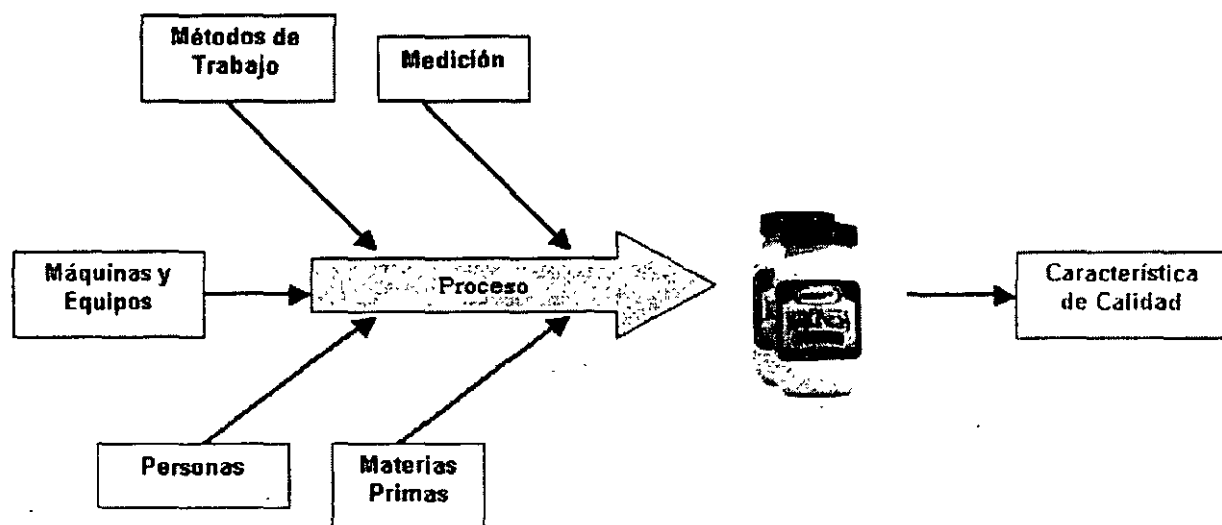 Métodos de
Trabajo
Medición
Máquinas y
Equipos
Proceso
Característica
de Calidad
Personas
Materias
Primas